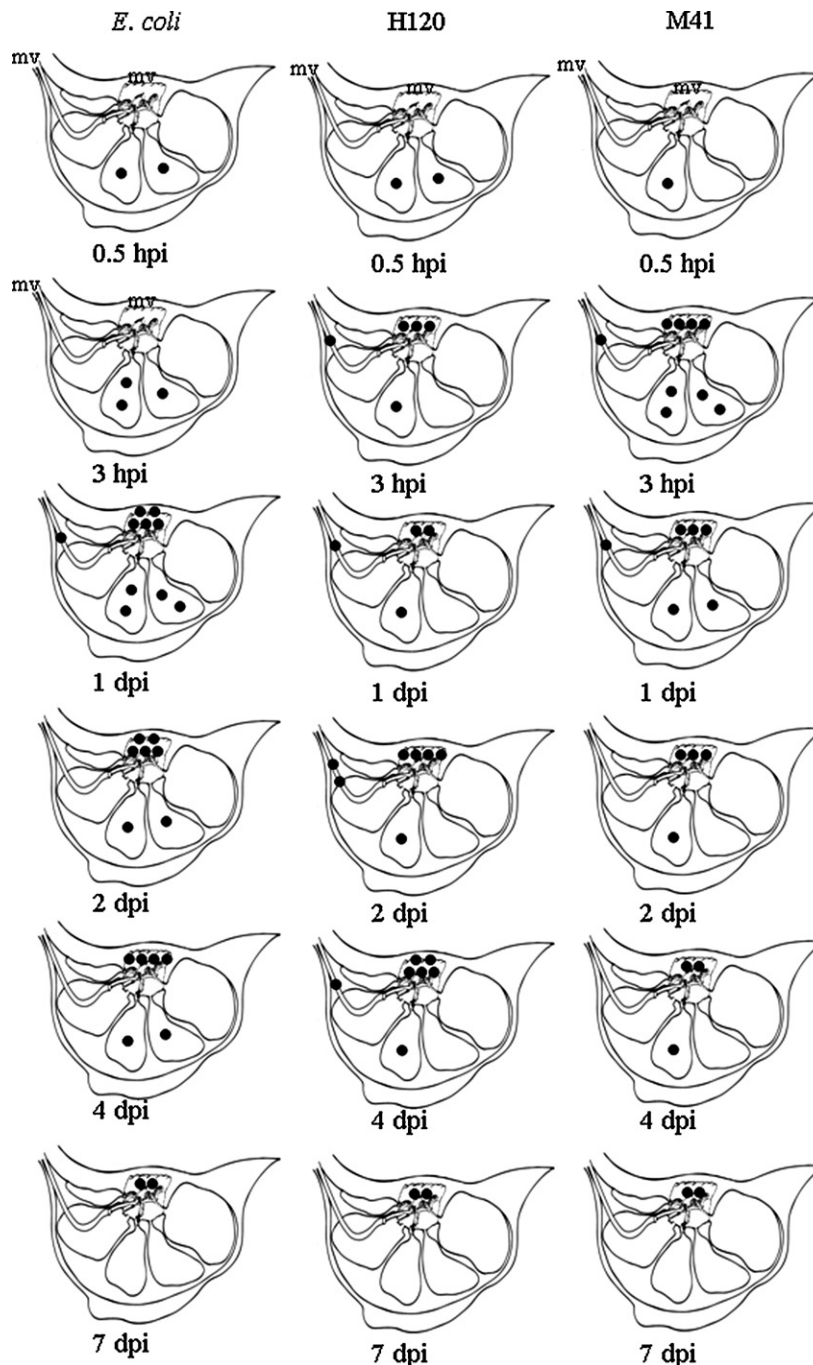 E. coli H120 M41
mv mv mv mv mv mv
0.5 hpi 0.5 hpi 0.5 hpi
mv mv
3 hpi 3 hpi 3 hpi
1 dpi 1 dpi 1 dpi
2 dpi 2 dpi 2 dpi
4 dpi 4 dpi 4 dpi
7 dpi 7 dpi 7 dpi